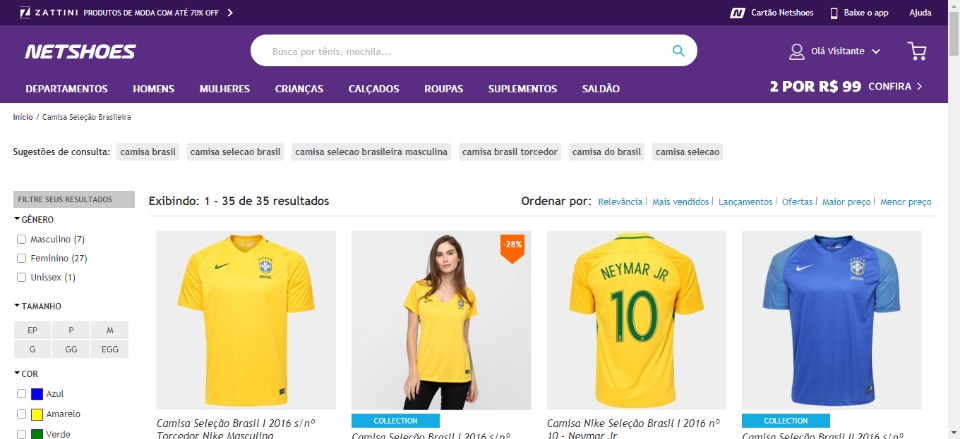 ZATTINI PRODUTOS DE MODA COM ATÉ 70% OFF
Cartão Netshoes Baixe o app Ajuda
NETSHOES Busca por tênis, mochila... Olá Visitante
DEPARTAMENTOS HOMENS MULHERES CRIANÇAS CALÇADOS ROUPAS SUPLEMENTOS SALDÃO 2 POR R$ 99 CONFIRA
Início / Camisa Seleção Brasileira
Sugestões de consulta: camisa brasil camisa selecao brasil camisa selecao brasileira masculina camisa brasil torcedor camisa do brasil camisa selecao
FILTRE SEUS RESULTADOS
Exibindo: 1 - 35 de 35 resultados
Ordenar por: Relevância Mais vendidos Lançamentos Ofertas Maior preço Menor preço
GÊNERO
Masculino (7)
Feminino (27)
Unissex (1)
TAMANHO
EP P M
G GG EGG
COR
Azul
Amarelo
Verde
BRASIL
-28%
NEYMAR JR
10
COLLECTION
COLLECTION
Camisa Seleção Brasil I 2016 s/nº
Torcedor Nike Masculina
Camisa Seleção Brasil I 2016 s/nº
Camisa Nike Seleção Brasil I 2016 nº
10 - Neymar Jr
Camisa Seleção Brasil II 2016 s/nº